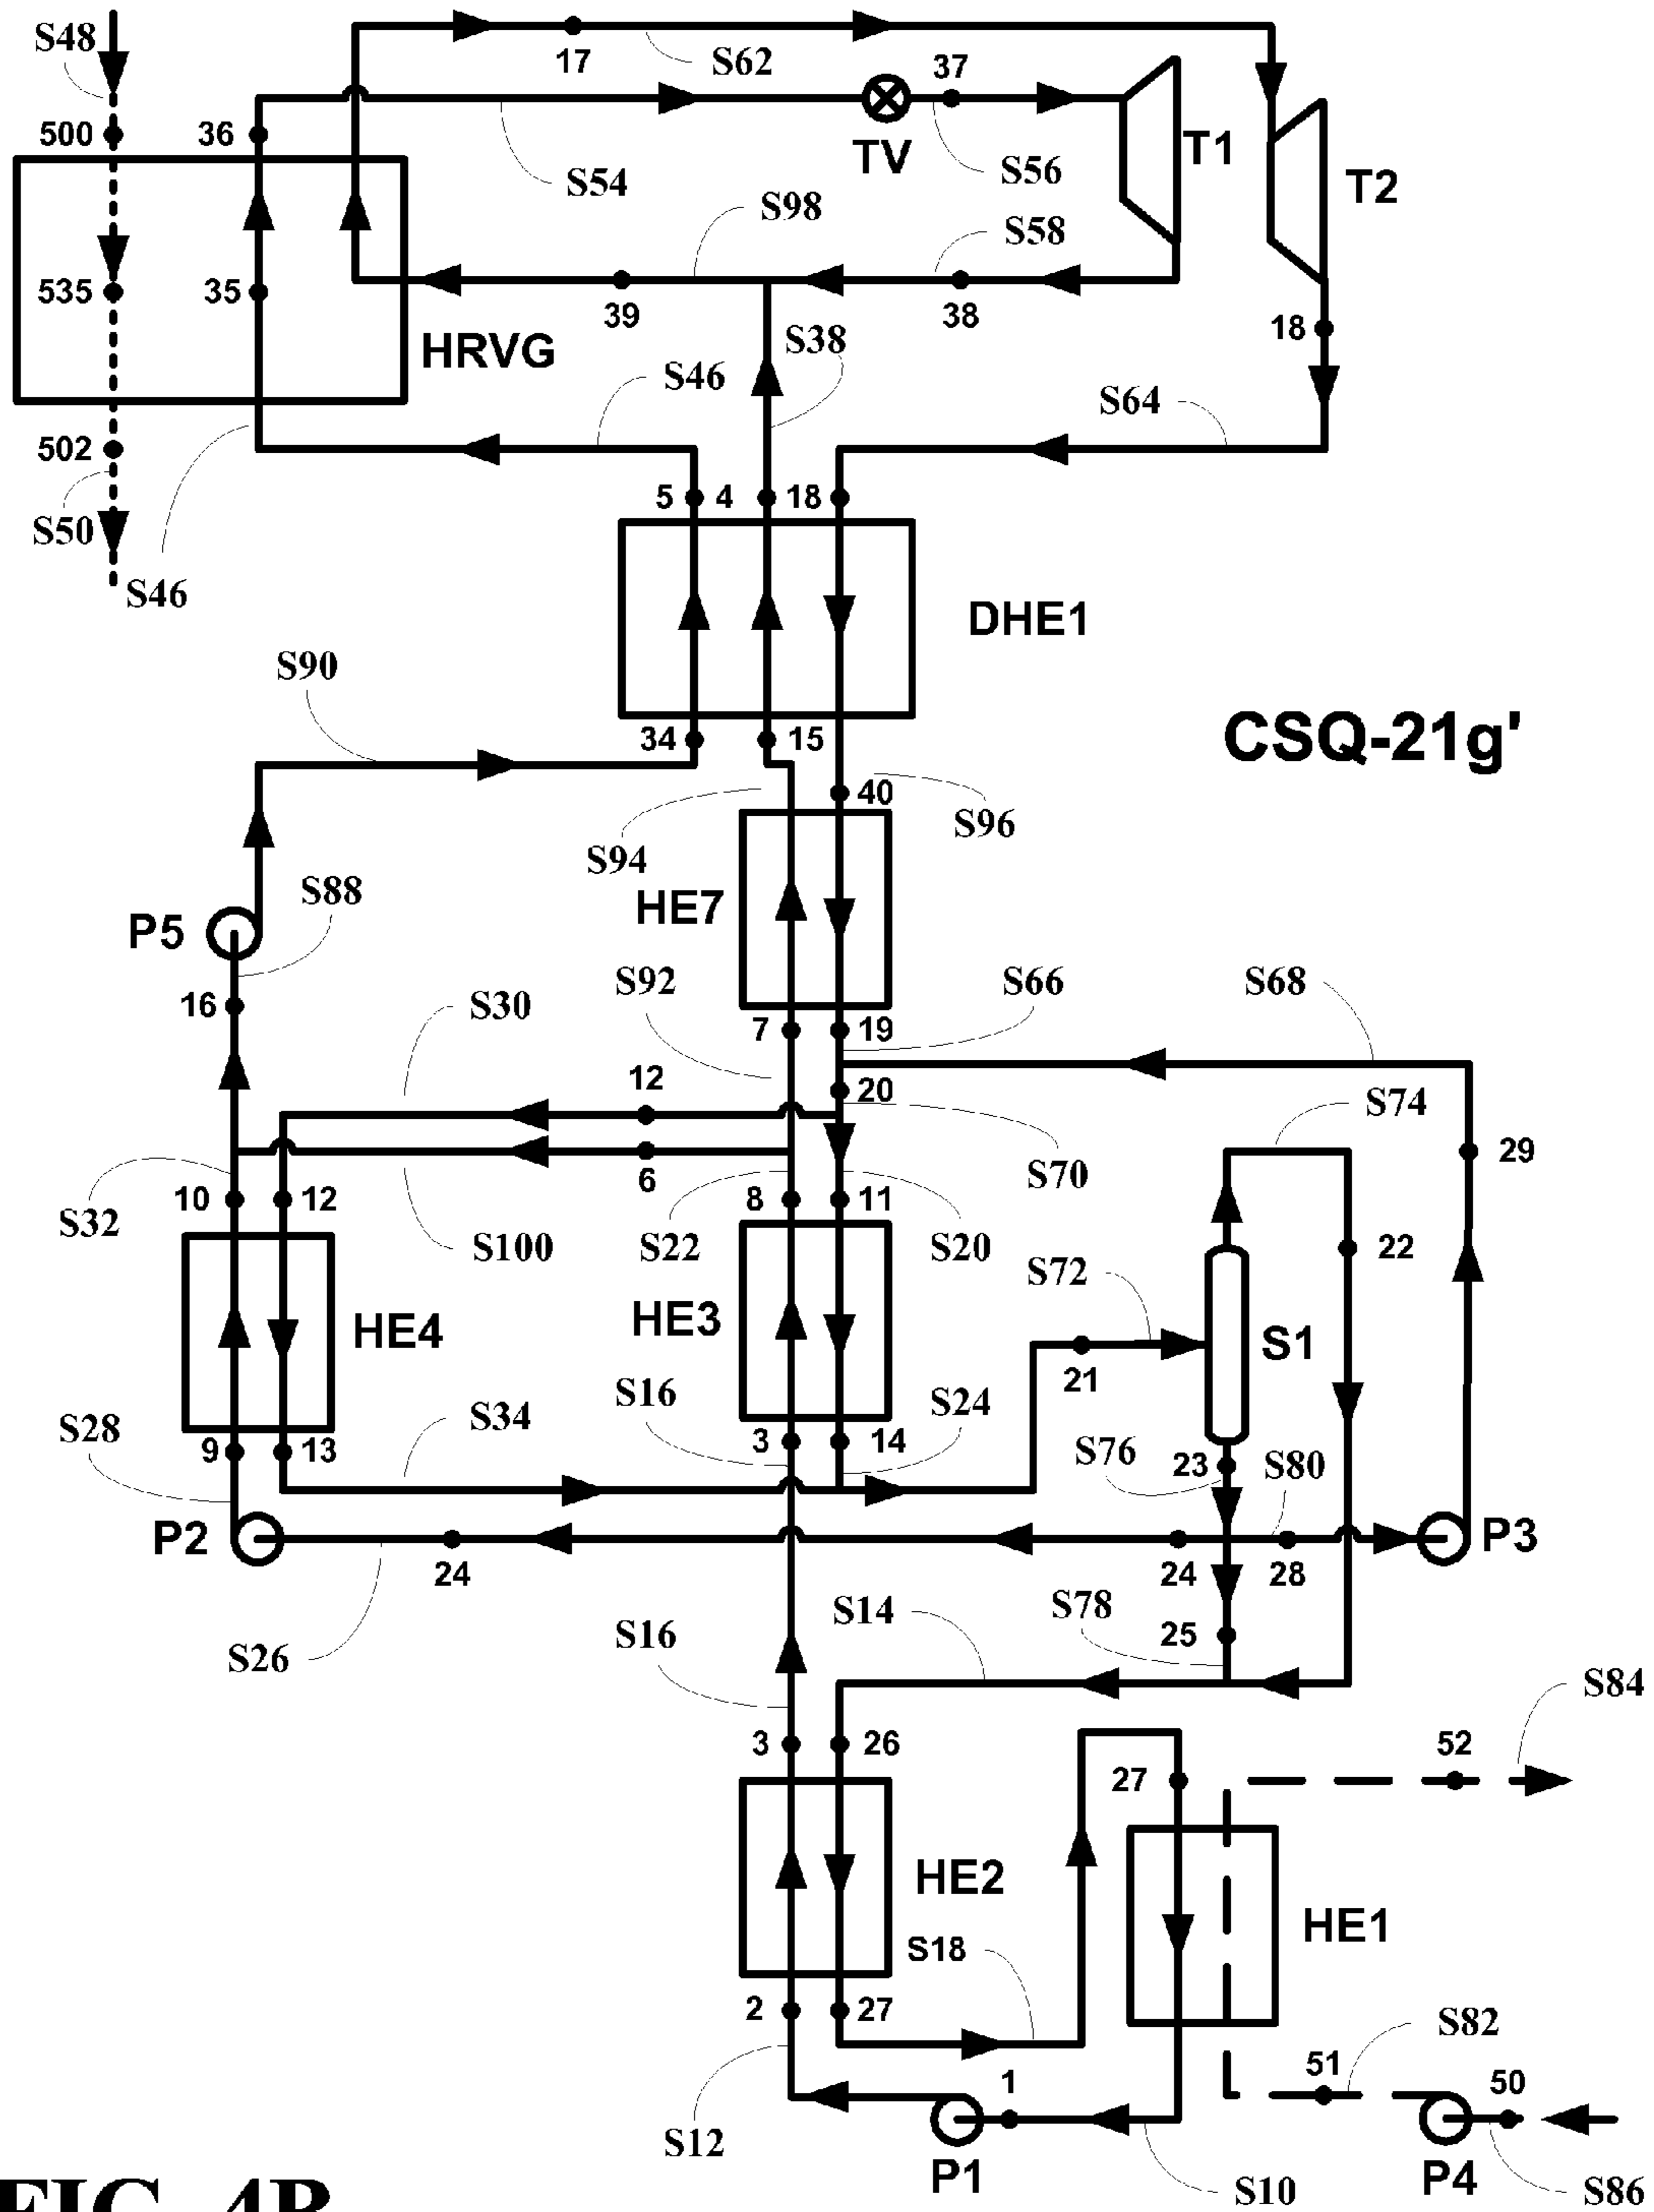 S48
17
S62
37
500
36
TV
T1
S54
S56
T2
S98
S58
535
35
39
38
18
HRVG
S38
S46
S64
502
5
4
18
S50
S46
DHE1
S90
34
15
CSQ-21g'
40
S96
S94
S88
HE7
P5
S92
S66
S68
16
S30
7
19
12
20
S74
29
6
S70
10
12
8
11
S32
S100
S22
S20
22
S72
HE4
HE3
S1
21
S16
S24
S28
S34
9
13
3
14
S76
23
S80
P2
P3
24
24
28
S14
S78
S16
25
S26
S84
3
26
52
27
HE2
HE1
S18
2
27
S82
51
1
50
S12
P1
P4
S10
S86
FIG. 4B